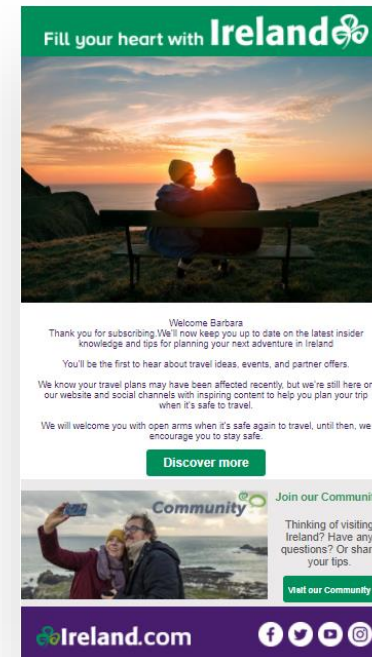 Fill your heart with Ireland
Welcome Barbara
Thank you for subscribing.We'll now keep you up to date on the latest insider
knowledge and tips for planning your next adventure in Ireland
You'll be the first to hear about travel ideas, events, and partner offers.
We know your travel plans may have been affected recently, but we're still here on
our website and social channels with inspiring content to help you plan your trip
when it's safe to travel.
We will welcome you with open arms when it's safe again to travel, until then, we
encourage you to stay safe.
Discover more
Community
Join our Communit
Thinking of visiting
Ireland? Have any
questions? Or shar
your tips.
Visit our Community
Ireland.com